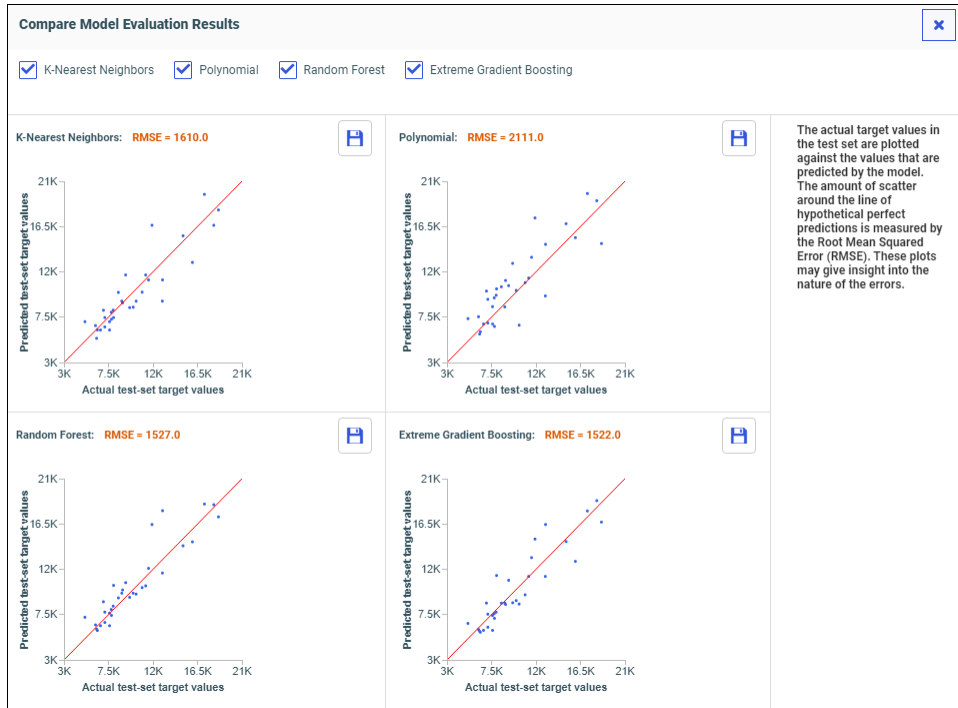 Compare Model Evaluation Results
K-Nearest Neighbors
Polynomial
Random Forest
Extreme Gradient Boosting
K-Nearest Neighbors: RMSE = 1610.0
21K
16.5K
12K
7.5K
3K
Predicted test-set target values
3K 7.5K 12K 16.5K 21K
Actual test-set target values
Polynomial: RMSE = 2111.0
21K
16.5K
12K
7.5K
3K
Predicted test-set target values
3K 7.5K 12K 16.5K 21K
Actual test-set target values
The actual target values in
the test set are plotted
against the values that are
predicted by the model.
The amount of scatter
around the line of
hypothetical perfect
predictions is measured by
the Root Mean Squared
Error (RMSE). These plots
may give insight into the
nature of the errors.
Random Forest: RMSE = 1527.0
21K
16.5K
12K
7.5K
3K
Predicted test-set target values
3K 7.5K 12K 16.5K 21K
Actual test-set target values
Extreme Gradient Boosting: RMSE = 1522.0
21K
16.5K
12K
7.5K
3K
Predicted test-set target values
3K 7.5K 12K 16.5K 21K
Actual test-set target values